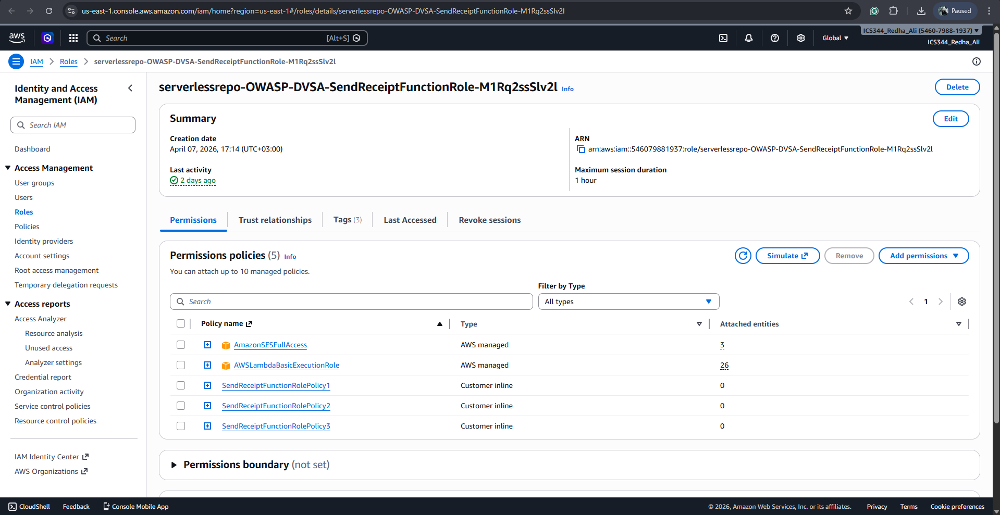 us-east-1.console.aws.amazon.com/iam/home?region=us-east-1#/roles/details/serverlessrepo-OWASP-DVSA-SendReceiptFunctionRole-M1Rq2ssSlv2l
Paused
aws
Search
[Alt+S]
Global
ICS344_Redha_Ali (5460-7988-1937)
ICS344_Redha_Ali
IAM
Roles
serverlessrepo-OWASP-DVSA-SendReceiptFunctionRole-M1Rq2ssSlv2l
Identity and Access
Management (IAM)
Search IAM
Dashboard
Access Management
User groups
Users
Roles
Policies
Identity providers
Account settings
Root access management
Temporary delegation requests
Access reports
Access Analyzer
Resource analysis
Unused access
Analyzer settings
Credential report
Organization activity
Service control policies
Resource control policies
IAM Identity Center
AWS Organizations
serverlessrepo-OWASP-DVSA-SendReceiptFunctionRole-M1Rq2ssSlv2l Info
Delete
Summary
Edit
Creation date
April 07, 2026, 17:14 (UTC+03:00)
ARN
arn:aws:iam::546079881937:role/serverlessrepo-OWASP-DVSA-SendReceiptFunctionRole-M1Rq2ssSlv2l
Last activity
2 days ago
Maximum session duration
1 hour
Permissions
Trust relationships
Tags (3)
Last Accessed
Revoke sessions
Permissions policies (5) Info
You can attach up to 10 managed policies.
Simulate
Remove
Add permissions
Filter by Type
Search
All types
1
Policy name Type Attached entities
AmazonSESFullAccess AWS managed 3
AWSLambdaBasicExecutionRole AWS managed 26
SendReceiptFunctionRolePolicy1 Customer inline 0
SendReceiptFunctionRolePolicy2 Customer inline 0
SendReceiptFunctionRolePolicy3 Customer inline 0
Permissions boundary (not set)
CloudShell
Feedback
Console Mobile App
© 2026, Amazon Web Services, Inc. or its affiliates.
Privacy
Terms
Cookie preferences